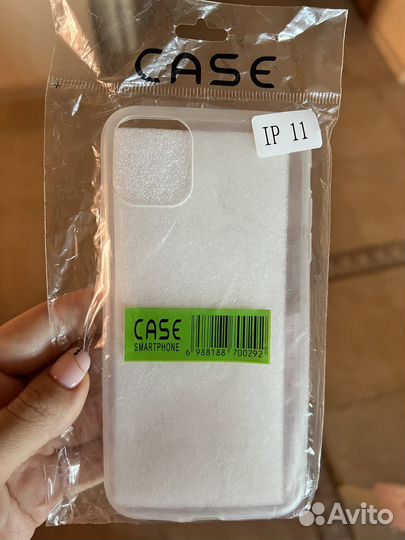 CASE
IP 11
CASE
SMARTPHONE
6 988188 700292
Avito